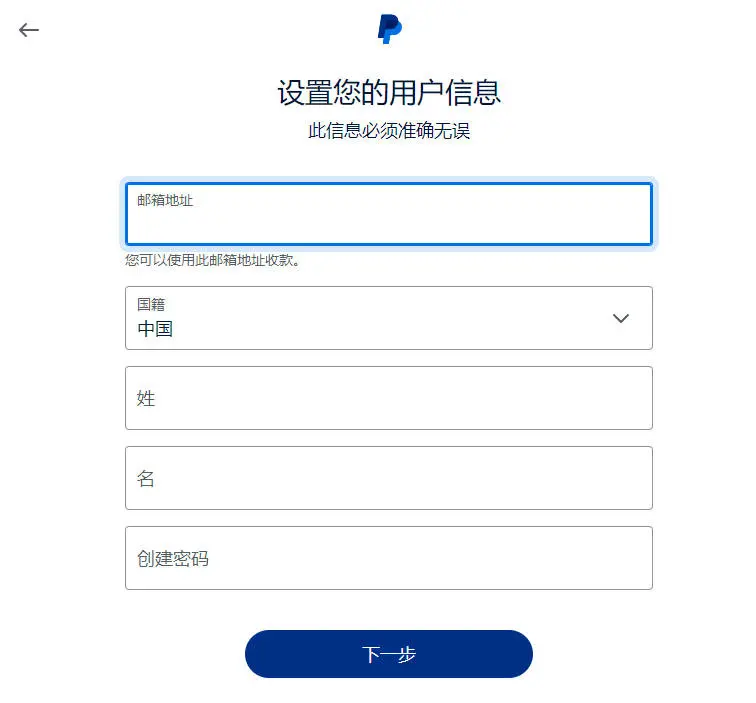 设置您的用户信息
此信息必须准确无误
邮箱地址
您可以使用此邮箱地址收款。
国籍
中国
姓
名
创建密码
下一步